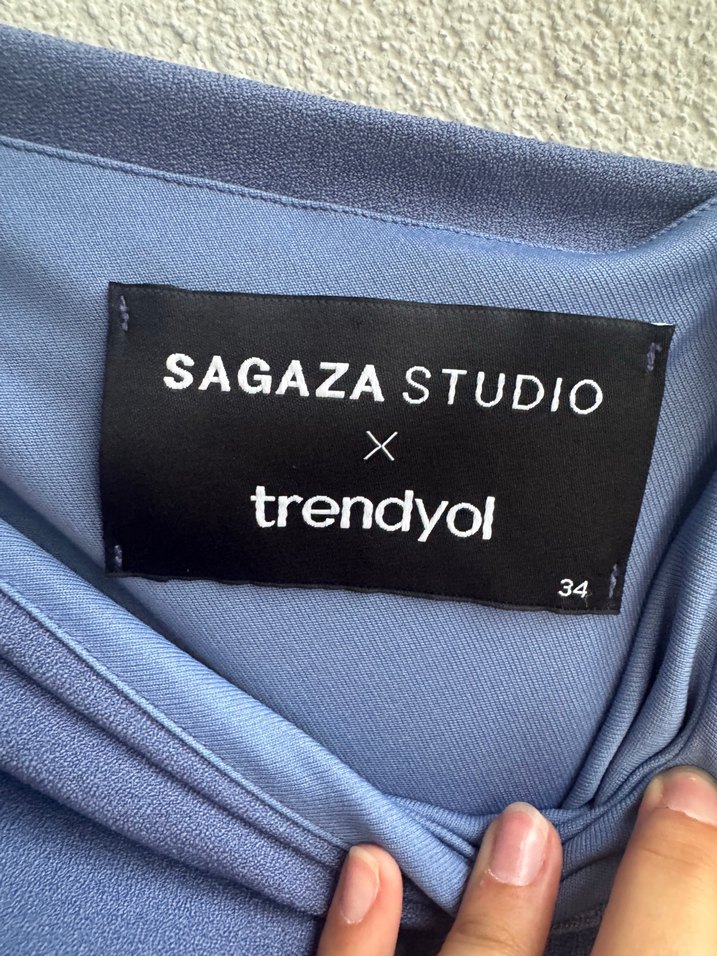 SAGAZA STUDIO
X
trendyol
34